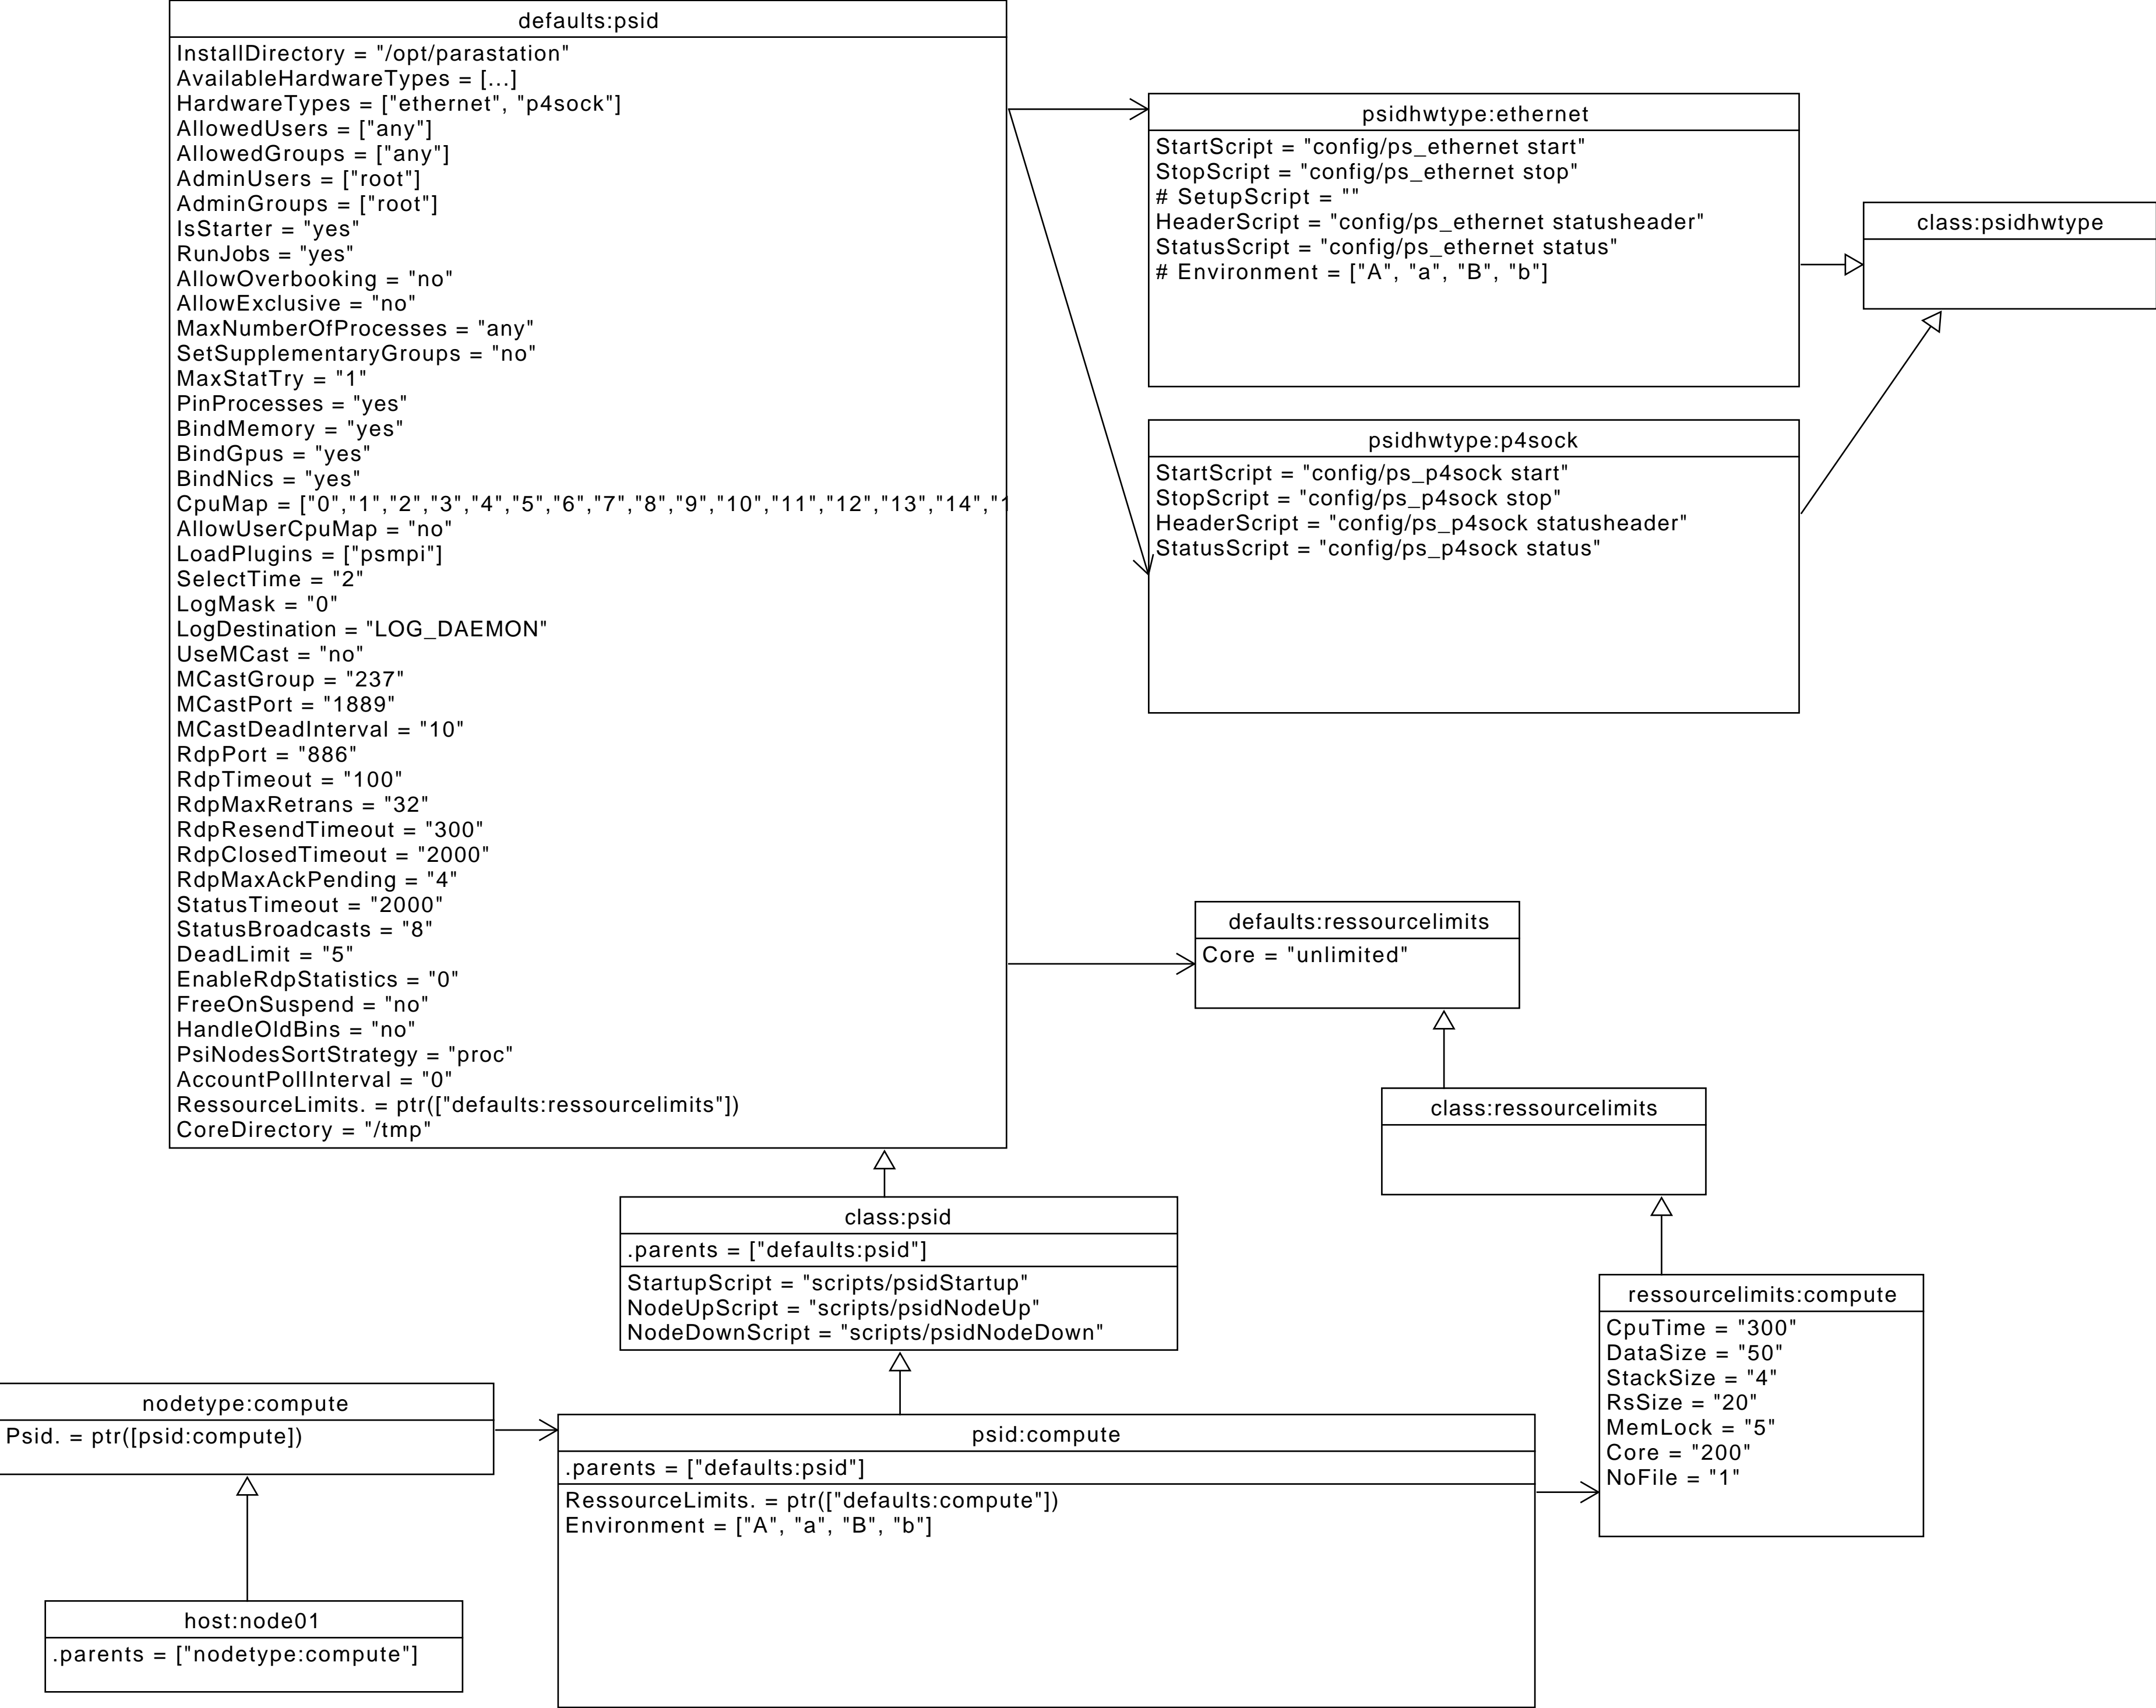 defaults:psid
InstallDirectory = "/opt/parastation"
AvailableHardwareTypes = [...]
HardwareTypes = ["ethernet", "p4sock"]
AllowedUsers = ["any"]
AllowedGroups = ["any"]
AdminUsers = ["root"]
AdminGroups = ["root"]
IsStarter = "yes"
RunJobs = "yes"
AllowOverbooking = "no"
AllowExclusive = "no"
MaxNumberOfProcesses = "any"
SetSupplementaryGroups = "no"
MaxStatTry = "1"
PinProcesses = "yes"
BindMemory = "yes"
BindGpus = "yes"
BindNics = "yes"
CpuMap = ["0","1","2","3","4","5","6","7","8","9","10","11","12","13","14","1
AllowUserCpuMap = "no"
LoadPlugins = ["psmpi"]
SelectTime = "2"
LogMask = "0"
LogDestination = "LOG_DAEMON"
UseMCast = "no"
MCastGroup = "237"
MCastPort = "1889"
MCastDeadInterval = "10"
RdpPort = "886"
RdpTimeout = "100"
RdpMaxRetrans = "32"
RdpResendTimeout = "300"
RdpClosedTimeout = "2000"
RdpMaxAckPending = "4"
StatusTimeout = "2000"
StatusBroadcasts = "8"
DeadLimit = "5"
EnableRdpStatistics = "0"
FreeOnSuspend = "no"
HandleOldBins = "no"
PsiNodesSortStrategy = "proc"
AccountPollInterval = "0"
RessourceLimits. = ptr(["defaults:ressourcelimits"])
CoreDirectory = "/tmp"
psidhwtype:ethernet
StartScript = "config/ps_ethernet start"
StopScript = "config/ps_ethernet stop"
# SetupScript = ""
HeaderScript = "config/ps_ethernet statusheader"
StatusScript = "config/ps_ethernet status"
# Environment = ["A", "a", "B", "b"]
class:psidhwtype
psidhwtype:p4sock
StartScript = "config/ps_p4sock start"
StopScript = "config/ps_p4sock stop"
HeaderScript = "config/ps_p4sock statusheader"
StatusScript = "config/ps_p4sock status"
defaults:ressourcelimits
Core = "unlimited"
class:ressourcelimits
class:psid
.parents = ["defaults:psid"]
StartupScript = "scripts/psidStartup"
NodeUpScript = "scripts/psidNodeUp"
NodeDownScript = "scripts/psidNodeDown"
ressourcelimits:compute
CpuTime = "300"
DataSize = "50"
StackSize = "4"
RsSize = "20"
MemLock = "5"
Core = "200"
NoFile = "1"
nodetype:compute
Psid. = ptr([psid:compute])
psid:compute
.parents = ["defaults:psid"]
RessourceLimits. = ptr(["defaults:compute"])
Environment = ["A", "a", "B", "b"]
host:node01
.parents = ["nodetype:compute"]